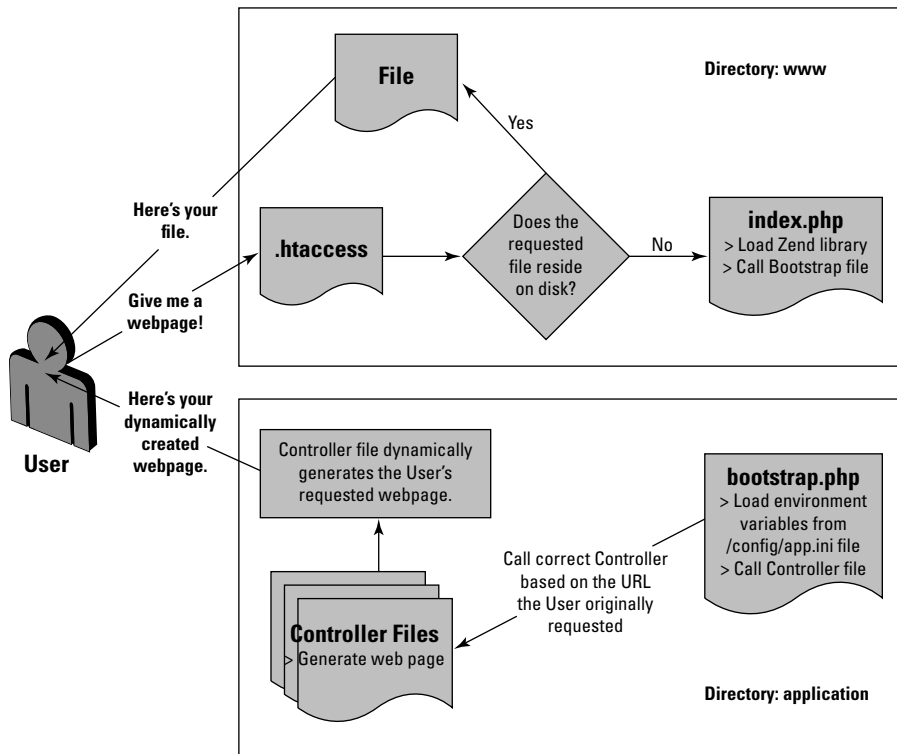 File
Directory: www
Yes
Here's your
file.
.htaccess
Does the
requested
file reside
on disk?
No
index.php
> Load Zend library
> Call Bootstrap file
Give me a
webpage!
User
Here's your
dynamically
created
webpage.
Controller file dynamically
generates the User's
requested webpage.
bootstrap.php
> Load environment
variables from
/config/app.ini file
> Call Controller file
Call correct Controller
based on the URL
the User originally
requested
Controller Files
> Generate web page
Directory: application